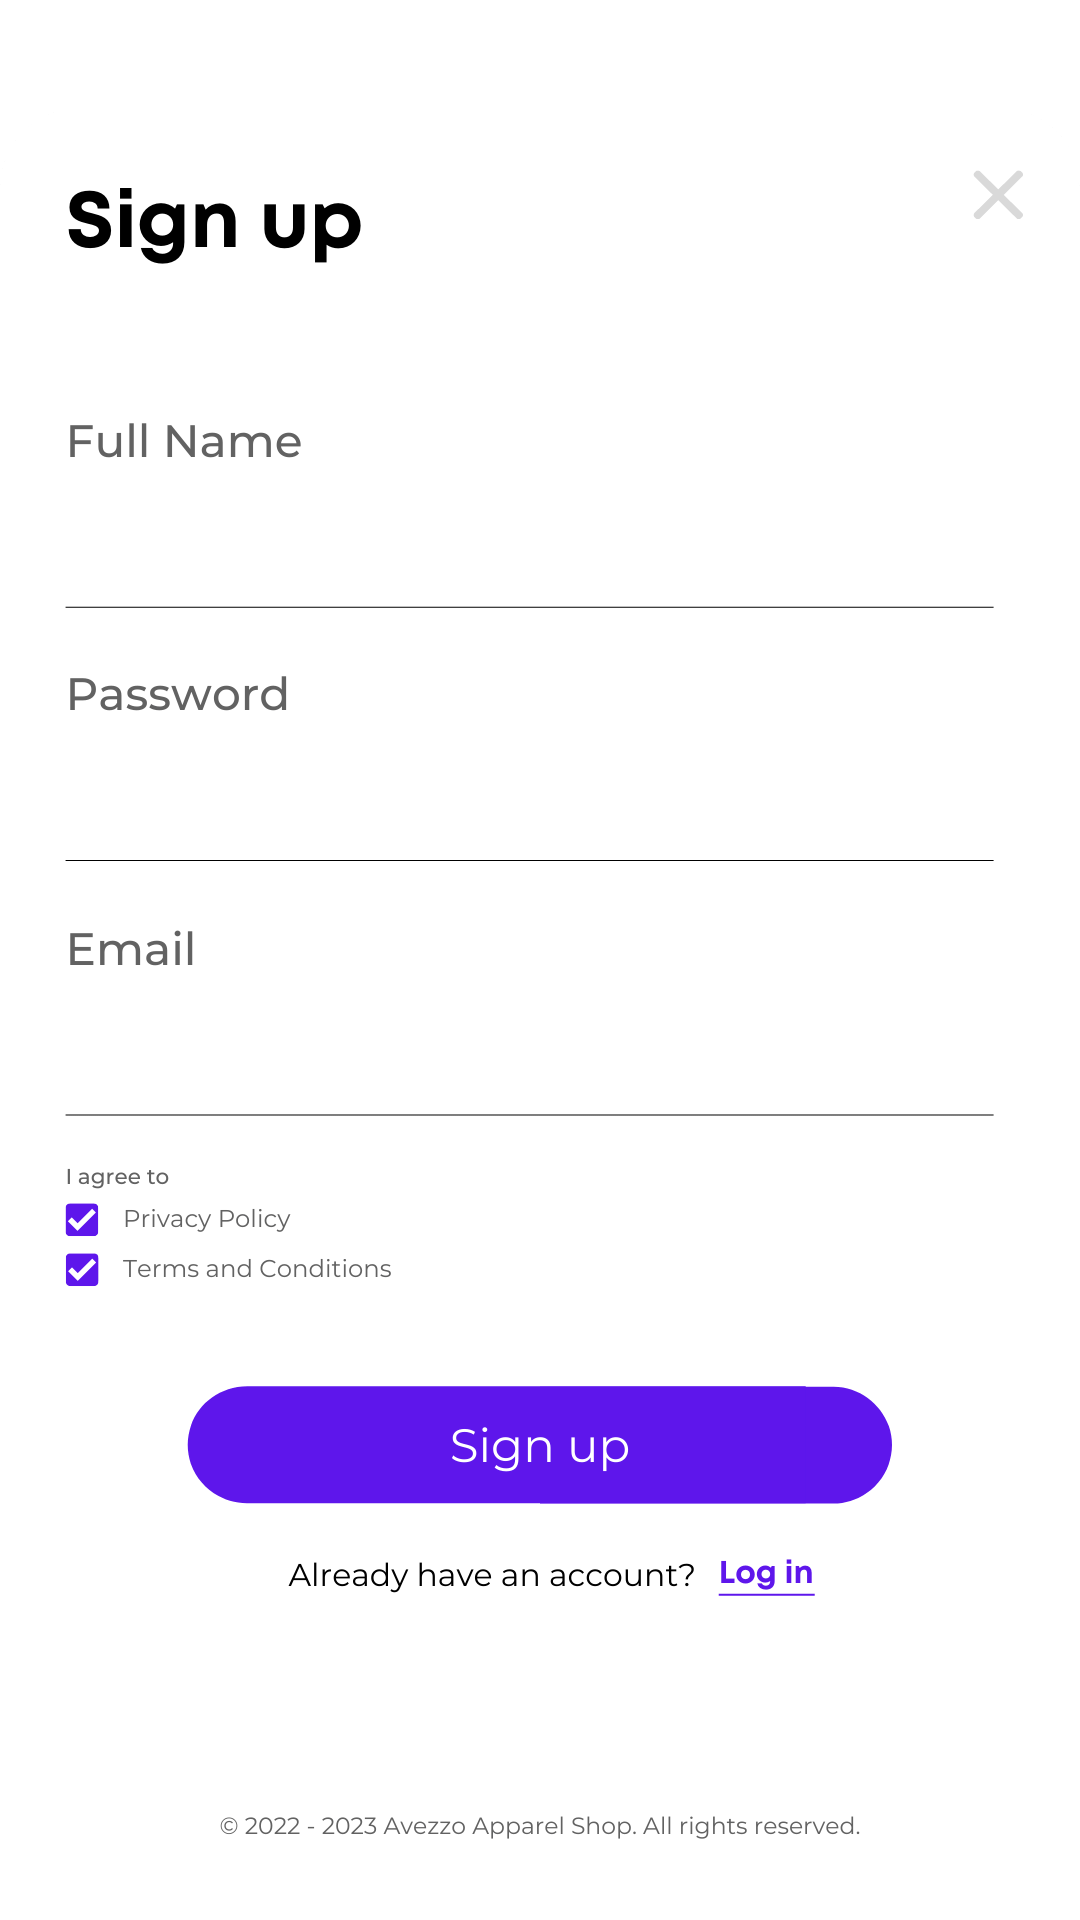 Sign up
Full Name
Password
Email
I agree to
Privacy Policy
Terms and Conditions
Sign up
Already have an account? Log in
© 2022 - 2023 Avezzo Apparel Shop. All rights reserved.